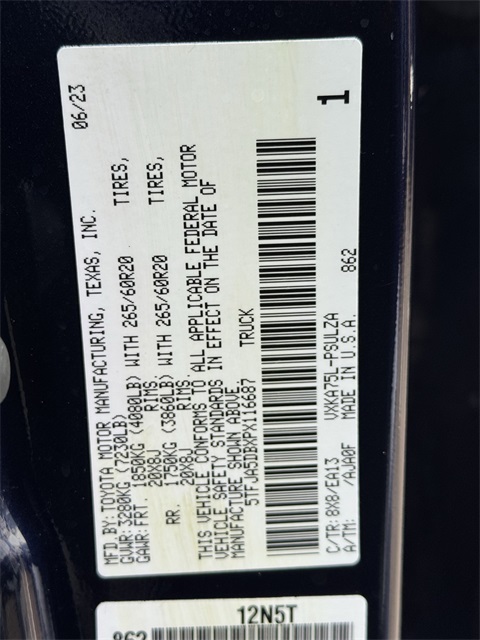 MFD.BY:TOYOTA MOTOR MANUFACTURING, TEXAS, INC. 06/23
GVWR:3280KG (7230LB)
GAWR:FRT. 1850KG (4080LB) WITH 265/60R20 TIRES,
20X8J RIMS
RR. 1750KG (3860LB) WITH 265/60R20 TIRES,
20X8J RIMS.
THIS VEHICLE CONFORMS TO ALL APPLICABLE FEDERAL MOTOR
VEHICLE SAFETY STANDARDS IN EFFECT ON THE DATE OF
MANUFACTURE SHOWN ABOVE.
5TFJA5DBXPX116687 TRUCK
C/TR:8X8/EA13 VXKA75L-PSULZA 862
A/TM: /AJA0F MADE IN U.S.A.
1
12N5T
862